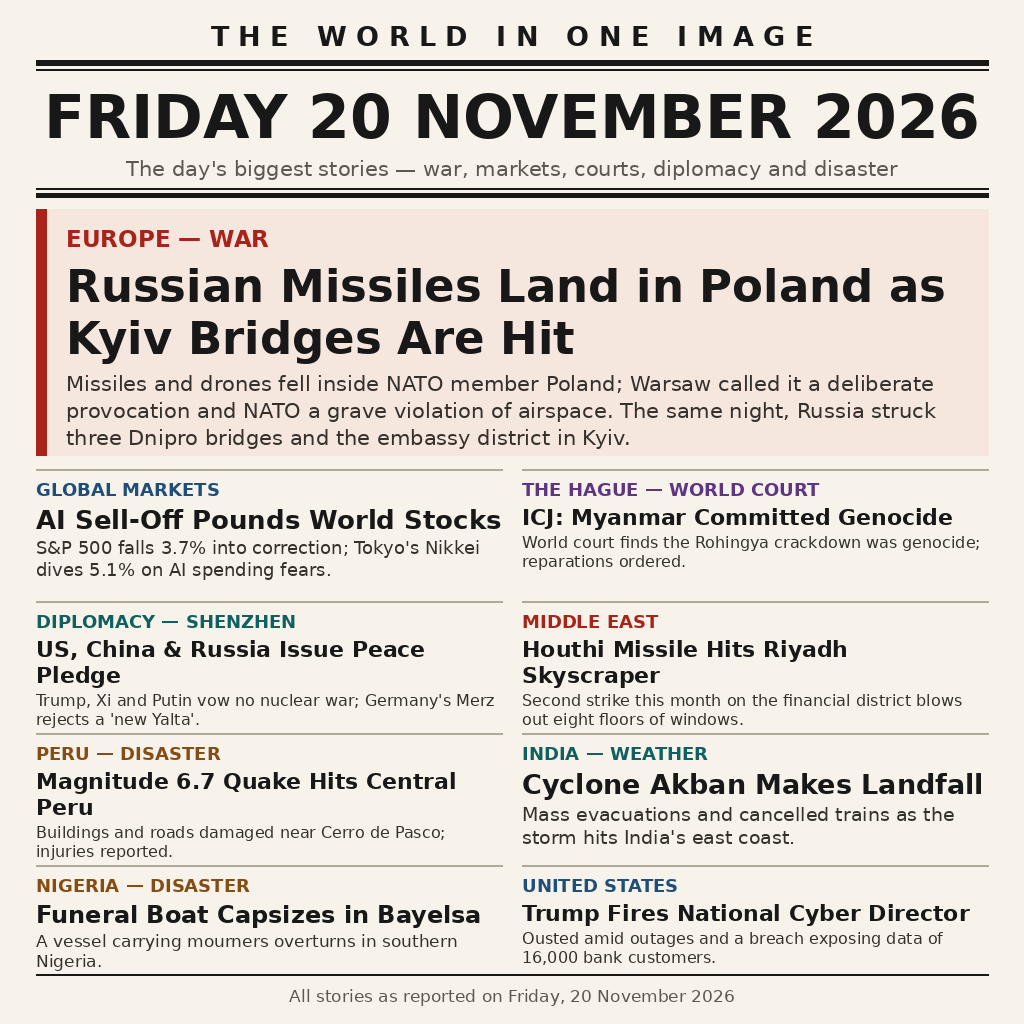 THE WORLD IN ONE IMAGE
FRIDAY 20 NOVEMBER 2026
The day's biggest stories — war, markets, courts, diplomacy and disaster
EUROPE — WAR
Russian Missiles Land in Poland as
Kyiv Bridges Are Hit
Missiles and drones fell inside NATO member Poland; Warsaw called it a deliberate
provocation and NATO a grave violation of airspace. The same night, Russia struck
three Dnipro bridges and the embassy district in Kyiv.
GLOBAL MARKETS
AI Sell-Off Pounds World Stocks
S&P 500 falls 3.7% into correction; Tokyo's Nikkei
dives 5.1% on AI spending fears.
THE HAGUE — WORLD COURT
ICJ: Myanmar Committed Genocide
World court finds the Rohingya crackdown was genocide;
reparations ordered.
DIPLOMACY — SHENZHEN
US, China & Russia Issue Peace
Pledge
Trump, Xi and Putin vow no nuclear war; Germany's Merz
rejects a 'new Yalta'.
MIDDLE EAST
Houthi Missile Hits Riyadh
Skyscraper
Second strike this month on the financial district blows
out eight floors of windows.
PERU — DISASTER
Magnitude 6.7 Quake Hits Central
Peru
Buildings and roads damaged near Cerro de Pasco;
injuries reported.
INDIA — WEATHER
Cyclone Akban Makes Landfall
Mass evacuations and cancelled trains as the
storm hits India's east coast.
NIGERIA — DISASTER
Funeral Boat Capsizes in Bayelsa
A vessel carrying mourners overturns in southern
Nigeria.
UNITED STATES
Trump Fires National Cyber Director
Ousted amid outages and a breach exposing data of
16,000 bank customers.
All stories as reported on Friday, 20 November 2026